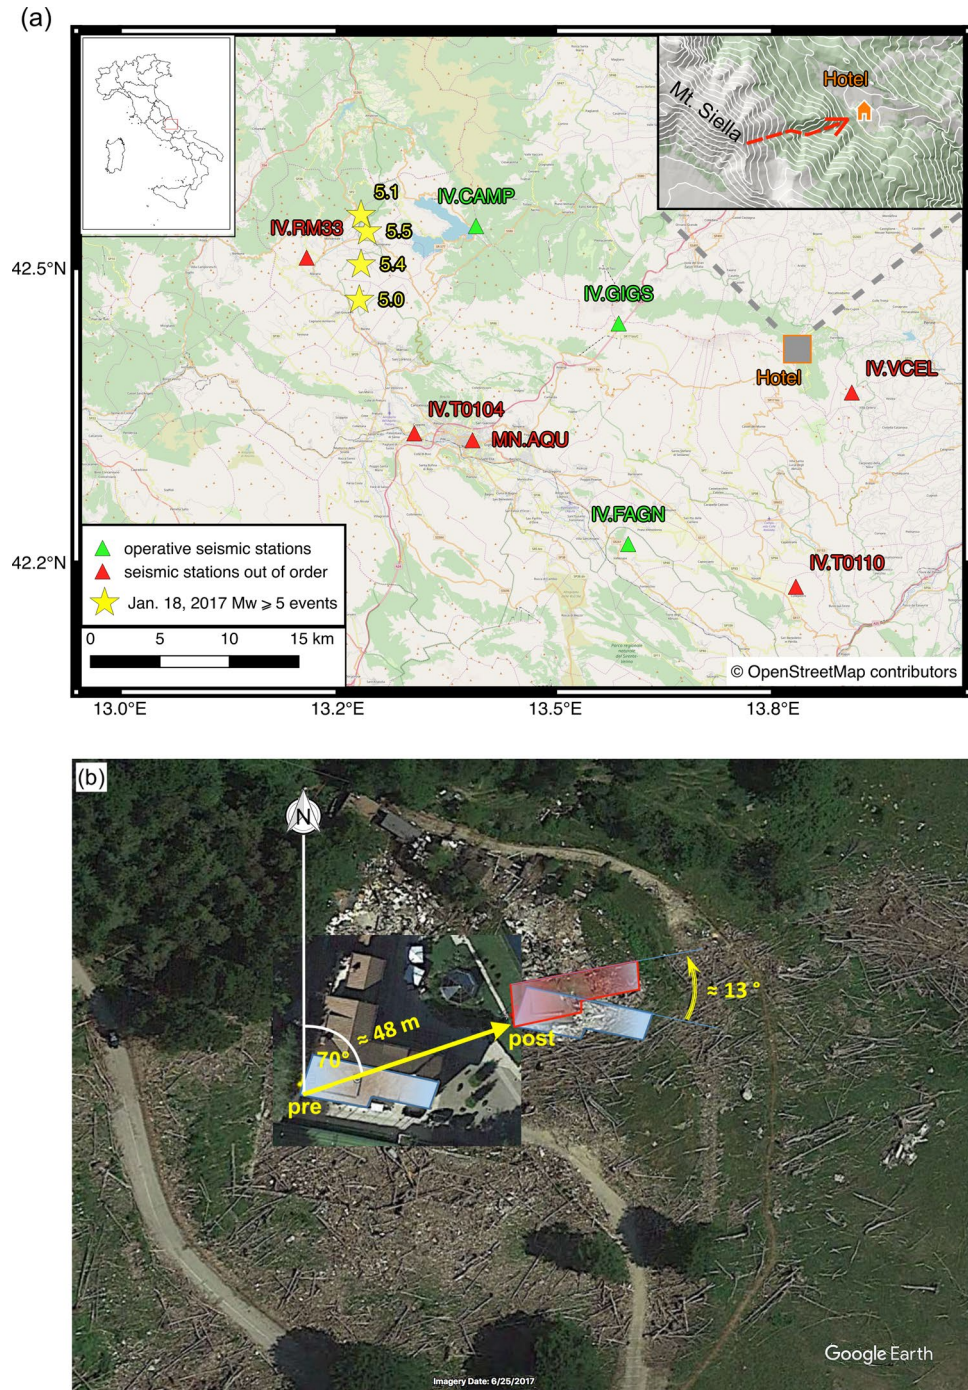 (a)
Mt. Siella
Hotel
5.1
IV.CAMP
IV.RM33
5.5
42.5°N
5.4
5.0
IV.GIGS
Hotel
IV.VCEL
IV.T0104
MN.AQU
IV.FAGN
42.2°N
IV.T0110
operative seismic stations
seismic stations out of order
Jan. 18, 2017 Mw ⩾ 5 events
0 5 10 15 km
© OpenStreetMap contributors
13.0°E 13.2°E 13.5°E 13.8°E
(b)
N
≈ 13 °
≈ 48 m
70°
post
pre
Google Earth
Imagery Date: 6/25/2017